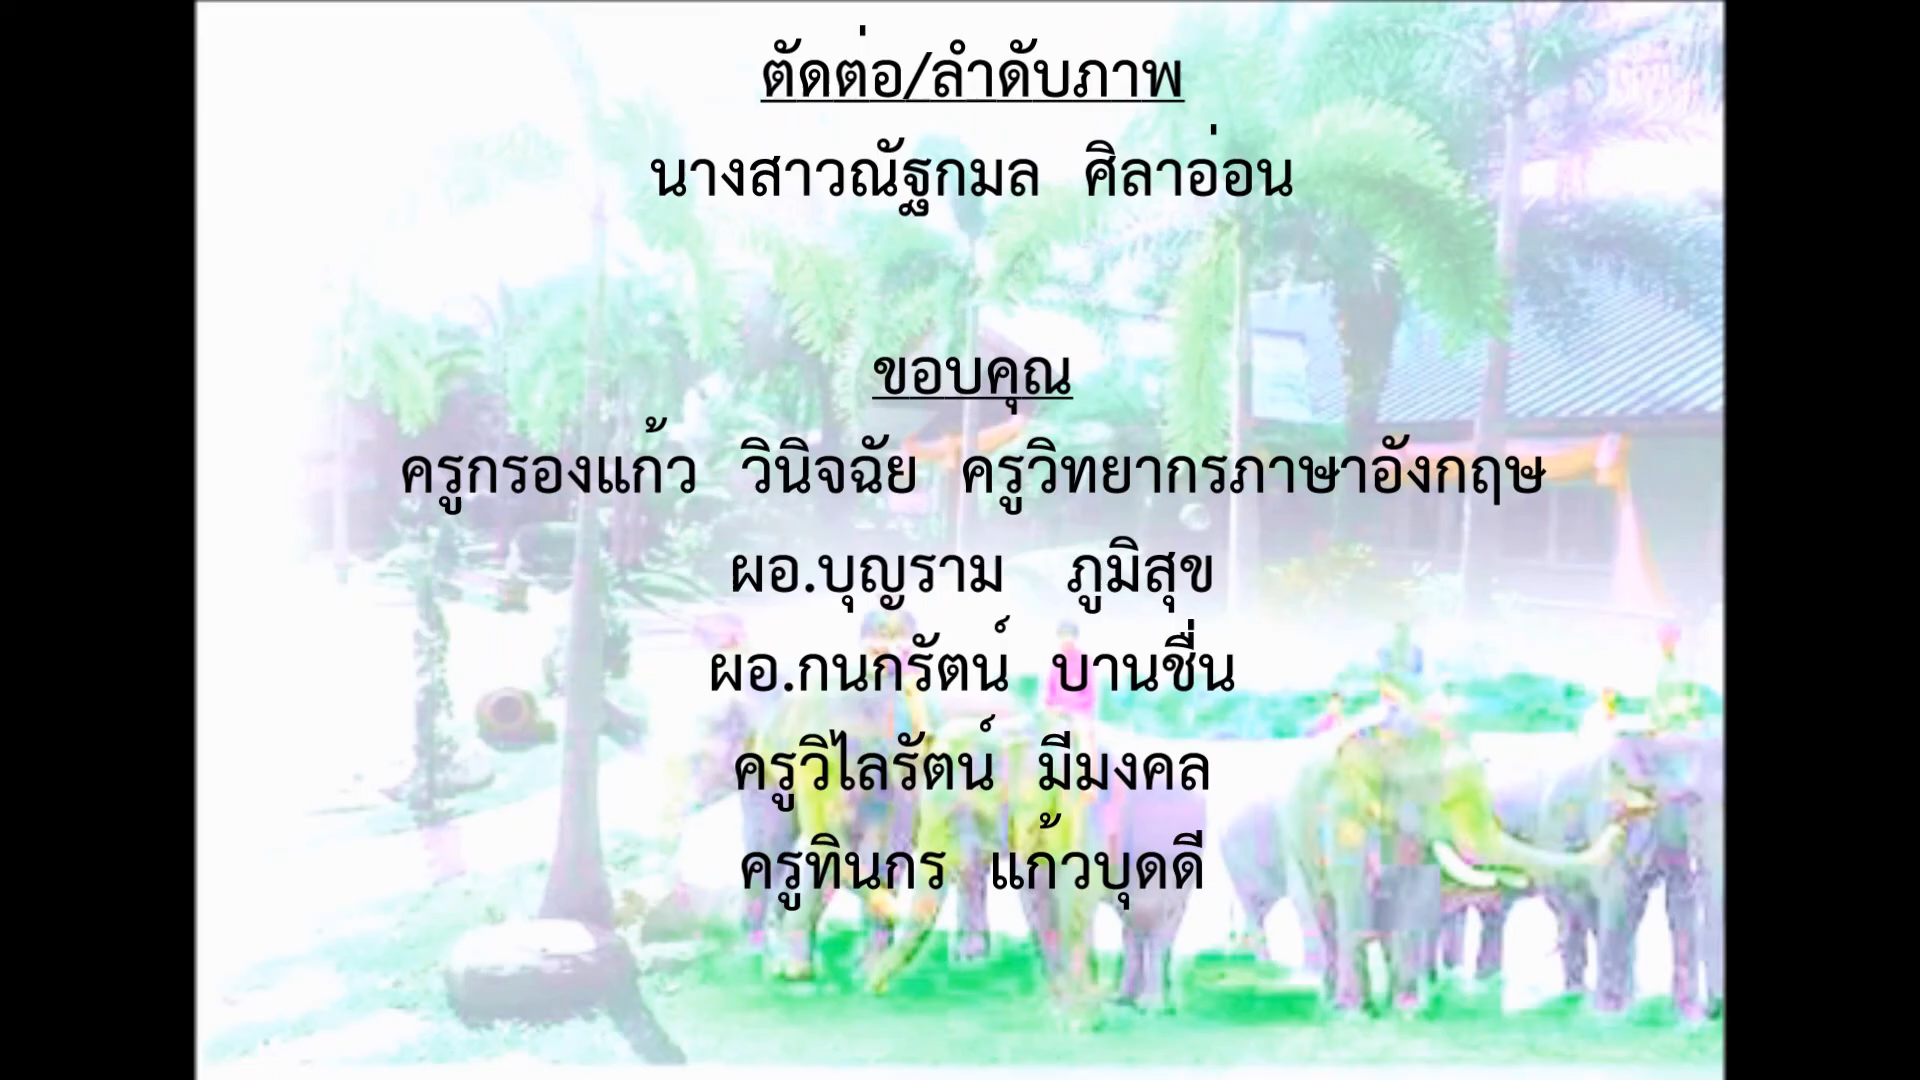 ตัดต่อ/ลำดับภาพ
นางสาวณัฐกมล ศิลาอ่อน
ขอบคุณ
ครูกรองแก้ว วินิจฉัย ครูวิทยากรภาษาอังกฤษ
ผอ.บุญราม ภูมิสุข
ผอ.กนกรัตน์ บานชื่น
ครูวิไลรัตน์ มีมงคล
ครูทินกร แก้วบุดดี